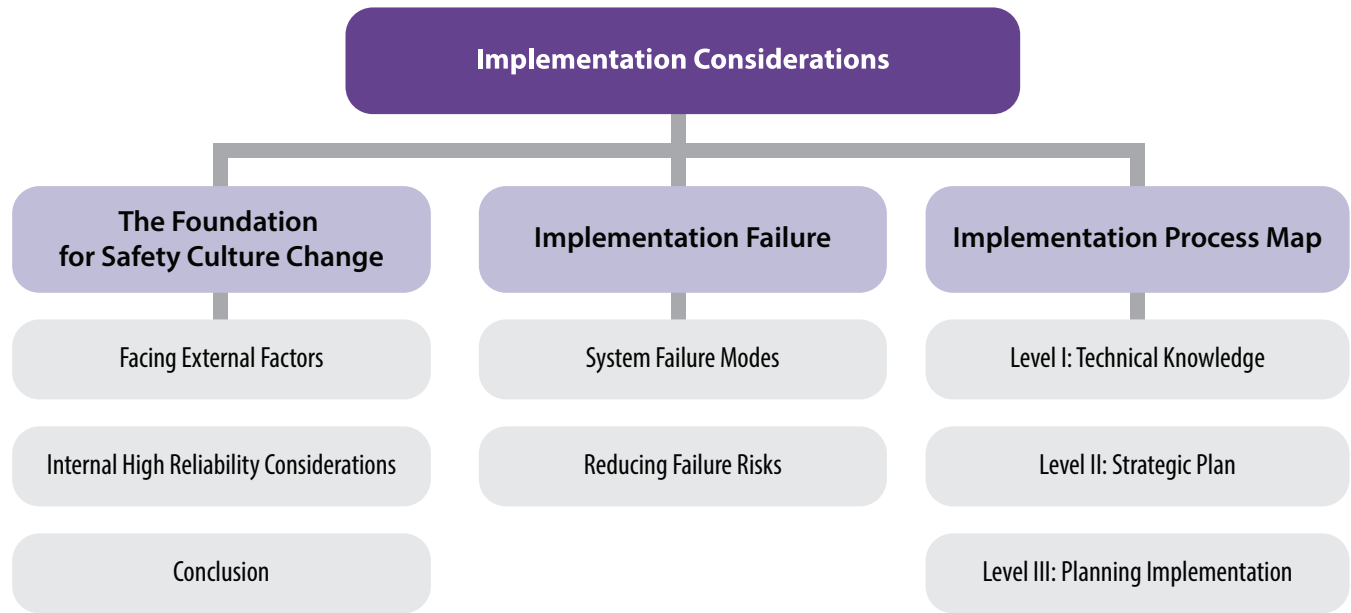 Implementation Considerations
The Foundation
for Safety Culture Change
Facing External Factors
Internal High Reliability Considerations
Conclusion
Implementation Failure
System Failure Modes
Reducing Failure Risks
Implementation Process Map
Level I: Technical Knowledge
Level II: Strategic Plan
Level III: Planning Implementation